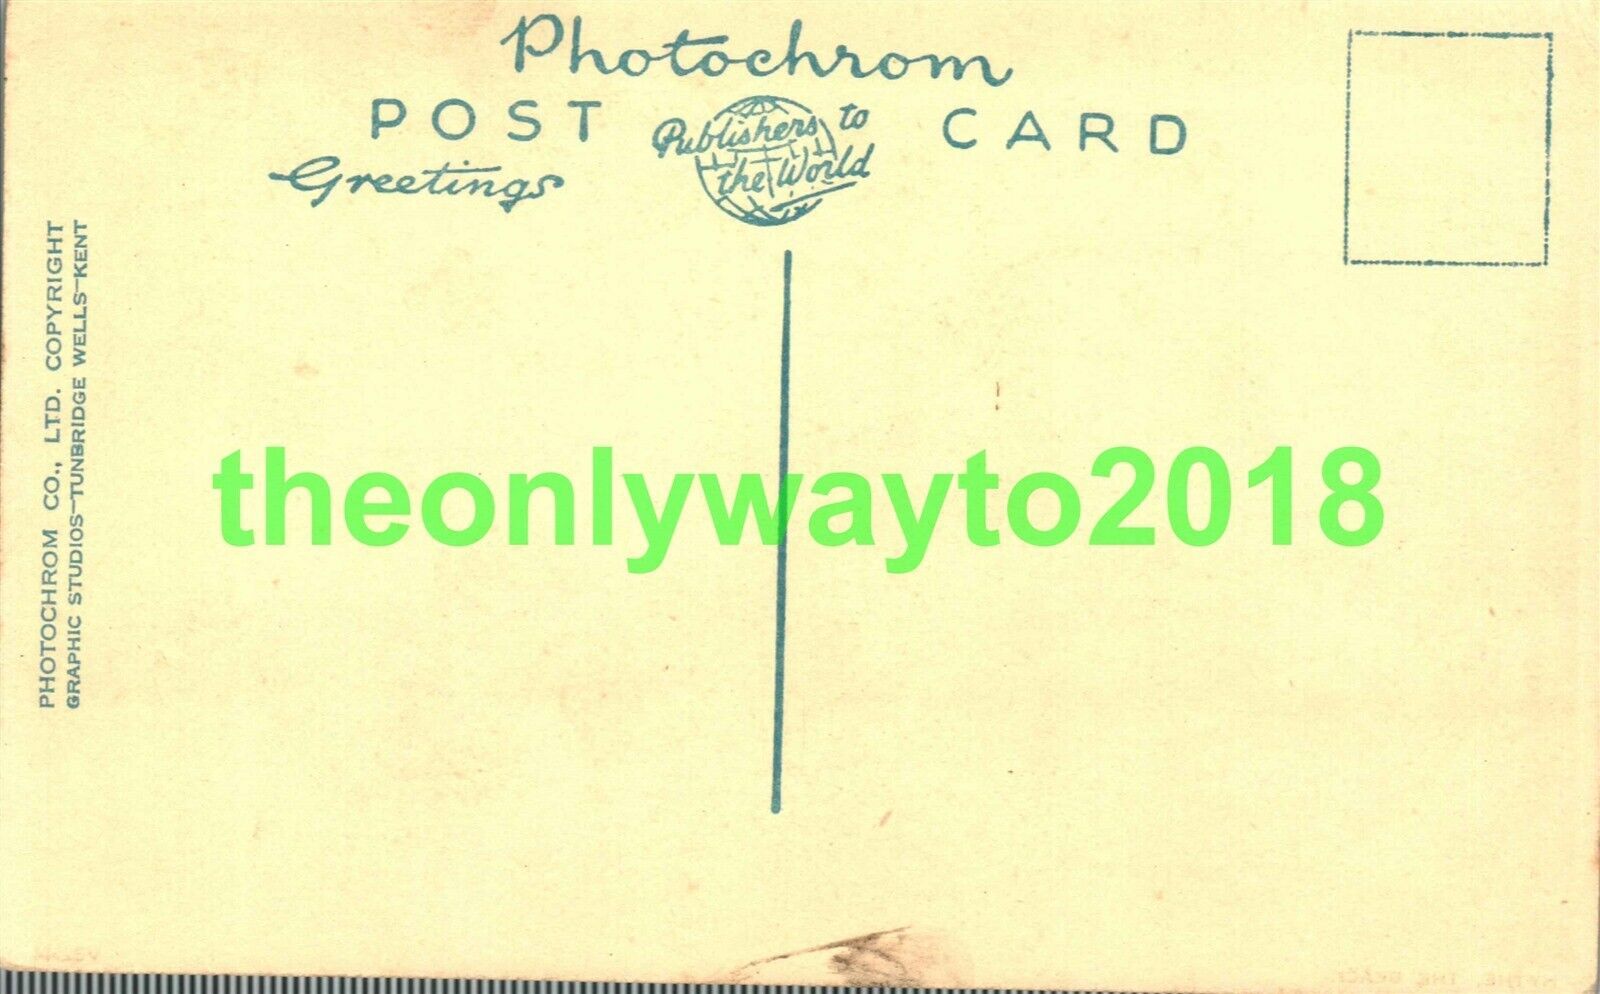 Photochrom
POST CARD
Publishers to
the World
Greetings
PHOTOCHROM CO., LTD. COPYRIGHT
GRAPHIC STUDIOS—TUNBRIDGE WELLS—KENT
theonlywayto2018